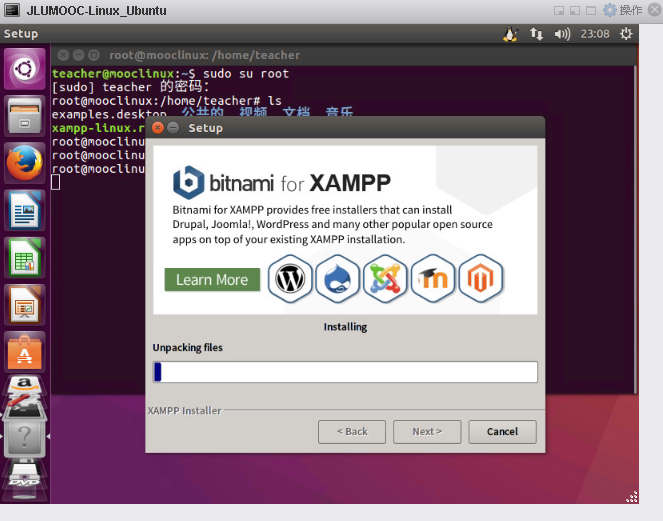 JLUMOOC-Linux_Ubuntu
操作
Setup
23:08
root@mooclinux: /home/teacher
teacher@mooclinux:~$ sudo su root
[sudo] teacher 的密码：
root@mooclinux:/home/teacher# ls
examples.desktop 公共的 视频 文档 音乐
xampp-linux.r
root@mooclinu
root@mooclinu
root@mooclinu
Setup
bitnami for XAMPP
Bitnami for XAMPP provides free installers that can install
Drupal, Joomla!, WordPress and many other popular open source
apps on top of your existing XAMPP installation.
Learn More
Installing
Unpacking files
XAMPP Installer
< Back
Next >
Cancel